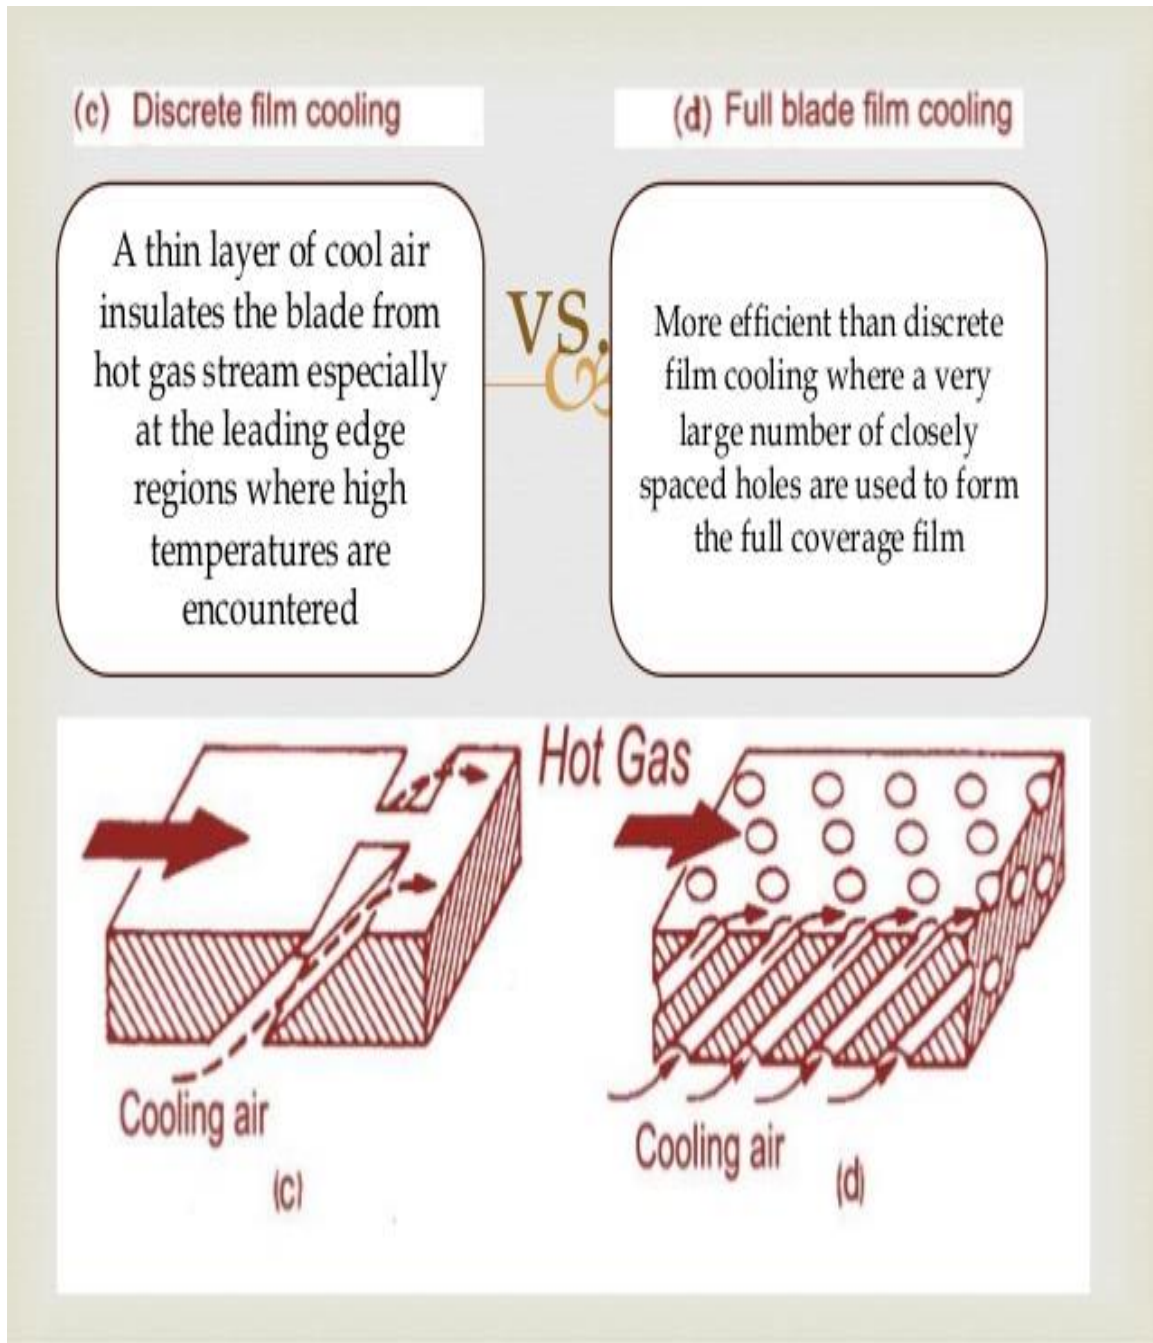 (c) Discrete film cooling
(d) Full blade film cooling
A thin layer of cool air
insulates the blade from
hot gas stream especially
at the leading edge
regions where high
temperatures are
encountered
VS.
More efficient than discrete
film cooling where a very
large number of closely
spaced holes are used to form
the full coverage film
Hot Gas
Cooling air
(c)
Cooling air
(d)